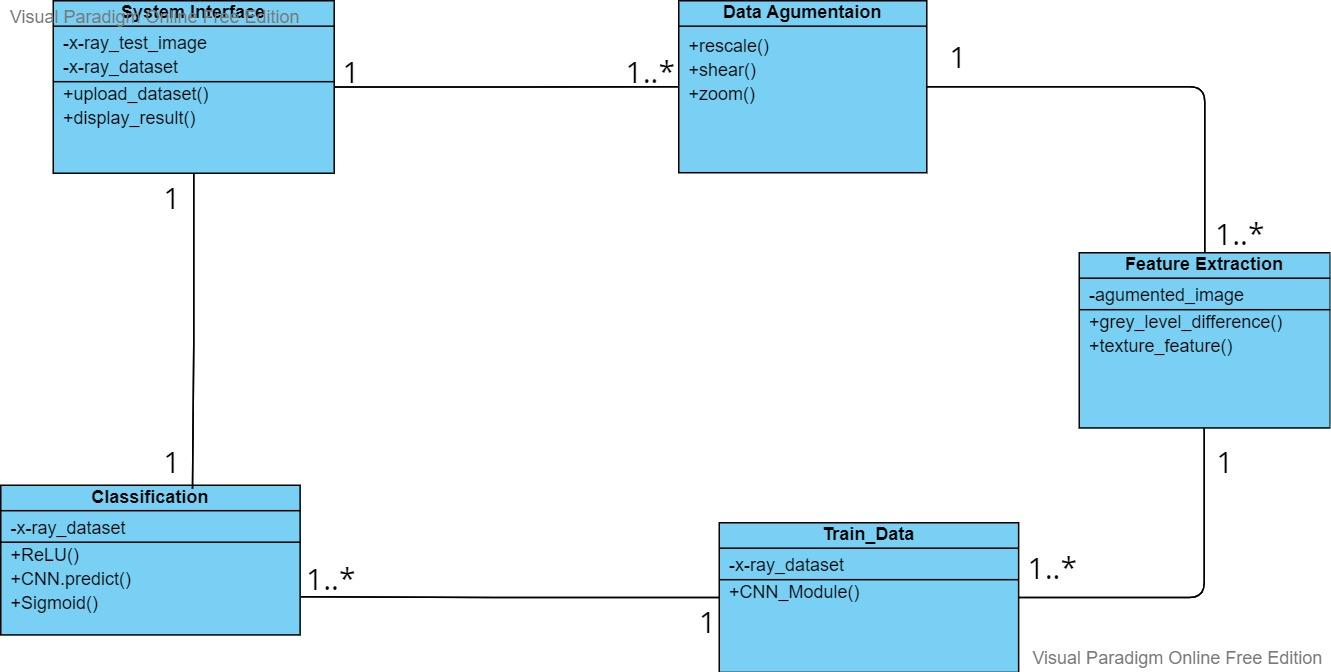 Visual Paradigm Online Free Edition
System Interface
-x-ray_test_image
-x-ray_dataset
+upload_dataset()
+display_result()
1
1..*
Data Agumentaion
+rescale()
+shear()
+zoom()
1
1..*
Feature Extraction
-agumented_image
+grey_level_difference()
+texture_feature()
1
1..*
1
1
Classification
-x-ray_dataset
+ReLU()
+CNN.predict()
+Sigmoid()
1..*
1
Train_Data
-x-ray_dataset
+CNN_Module()
Visual Paradigm Online Free Edition